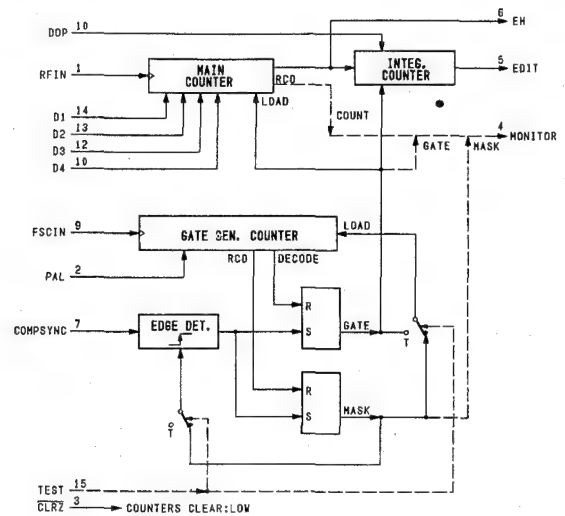 6 EH
DOP 10
RFIN 1
MAIN COUNTER
RCO
LOAD
INTEG. COUNTER
5 EDIT
COUNT
D1 14
D2 13
D3 12
D4 10
4 MONITOR
GATE
MASK
FSCIN 9
GATE GEN. COUNTER
LOAD
PAL 2
RCO
DECODE
COMPSYNC 7
EDGE DET.
R
S
GATE
T
R
S
MASK
T
TEST 15
CLRZ 3
COUNTERS CLEAR:LOW